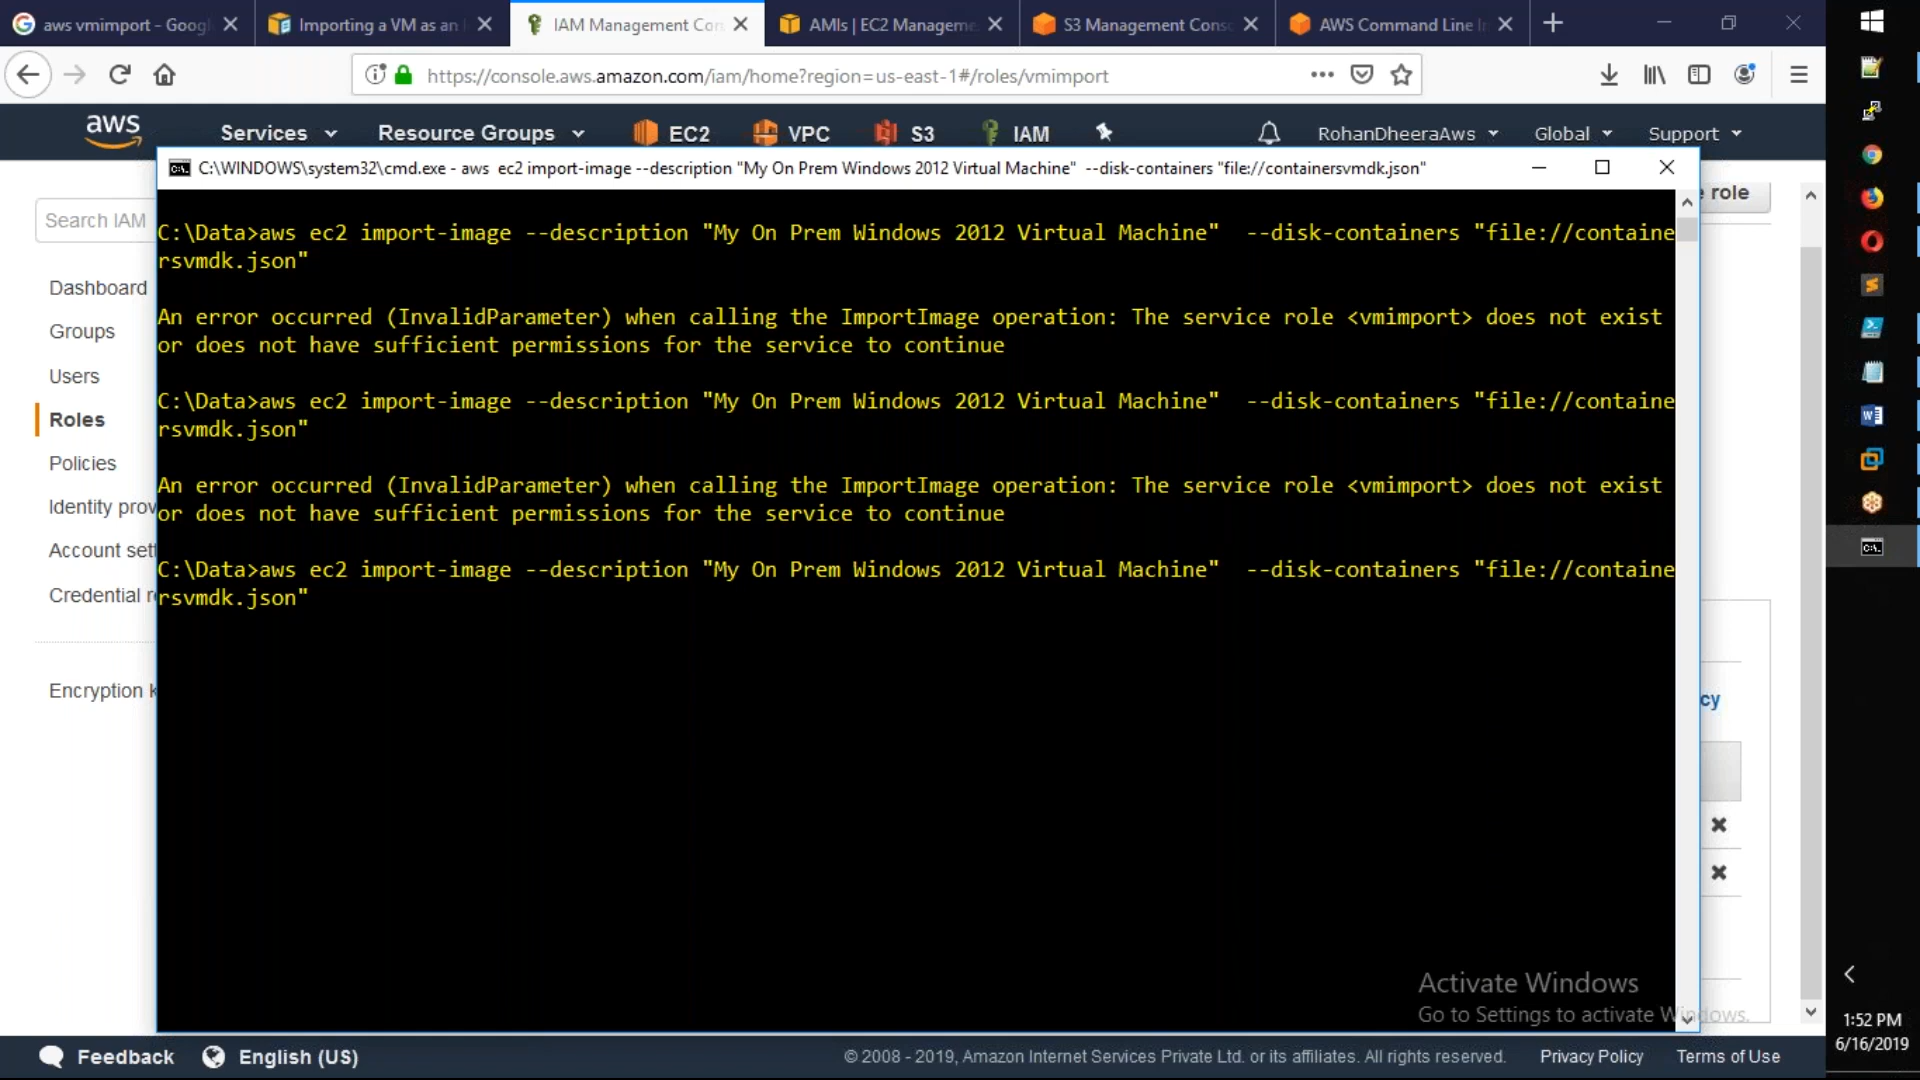 aws vmimport - Goog
Importing a VM as an
IAM Management Con
AMIs | EC2 Manageme
S3 Management Cons
AWS Command Line In
https://console.aws.amazon.com/iam/home?region=us-east-1#/roles/vmimport
aws
Services
Resource Groups
EC2
VPC
S3
IAM
RohanDheeraAws
Global
Support
C:\WINDOWS\system32\cmd.exe - aws  ec2 import-image --description "My On Prem Windows 2012 Virtual Machine"  --disk-containers "file://containersvmdk.json"
role
Search IAM
Dashboard
Groups
Users
Roles
Policies
Identity prov
Account sett
Credential r
Encryption k
C:\Data>aws ec2 import-image --description "My On Prem Windows 2012 Virtual Machine"  --disk-containers "file://containe
rsvmdk.json"
An error occurred (InvalidParameter) when calling the ImportImage operation: The service role <vmimport> does not exist
or does not have sufficient permissions for the service to continue
C:\Data>aws ec2 import-image --description "My On Prem Windows 2012 Virtual Machine"  --disk-containers "file://containe
rsvmdk.json"
An error occurred (InvalidParameter) when calling the ImportImage operation: The service role <vmimport> does not exist
or does not have sufficient permissions for the service to continue
C:\Data>aws ec2 import-image --description "My On Prem Windows 2012 Virtual Machine"  --disk-containers "file://containe
rsvmdk.json"
cy
Activate Windows
Go to Settings to activate Windows.
Feedback
English (US)
© 2008 - 2019, Amazon Internet Services Private Ltd. or its affiliates. All rights reserved.
Privacy Policy
Terms of Use
1:52 PM
6/16/2019